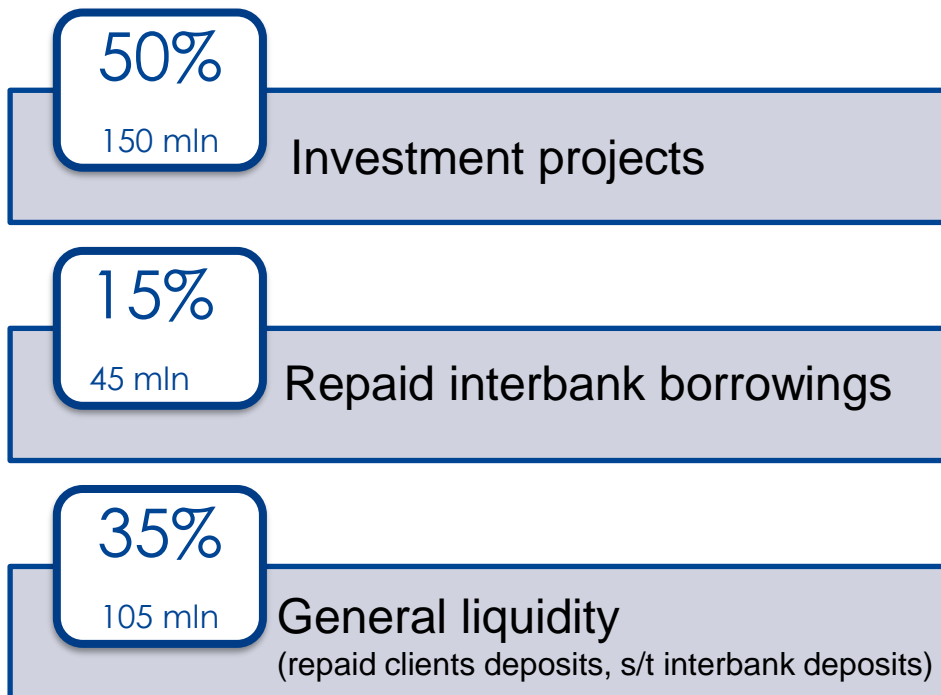 50%
150 mln
Investment projects
15%
45 mln
Repaid interbank borrowings
35%
105 mln
General liquidity
(repaid clients deposits, s/t interbank deposits)